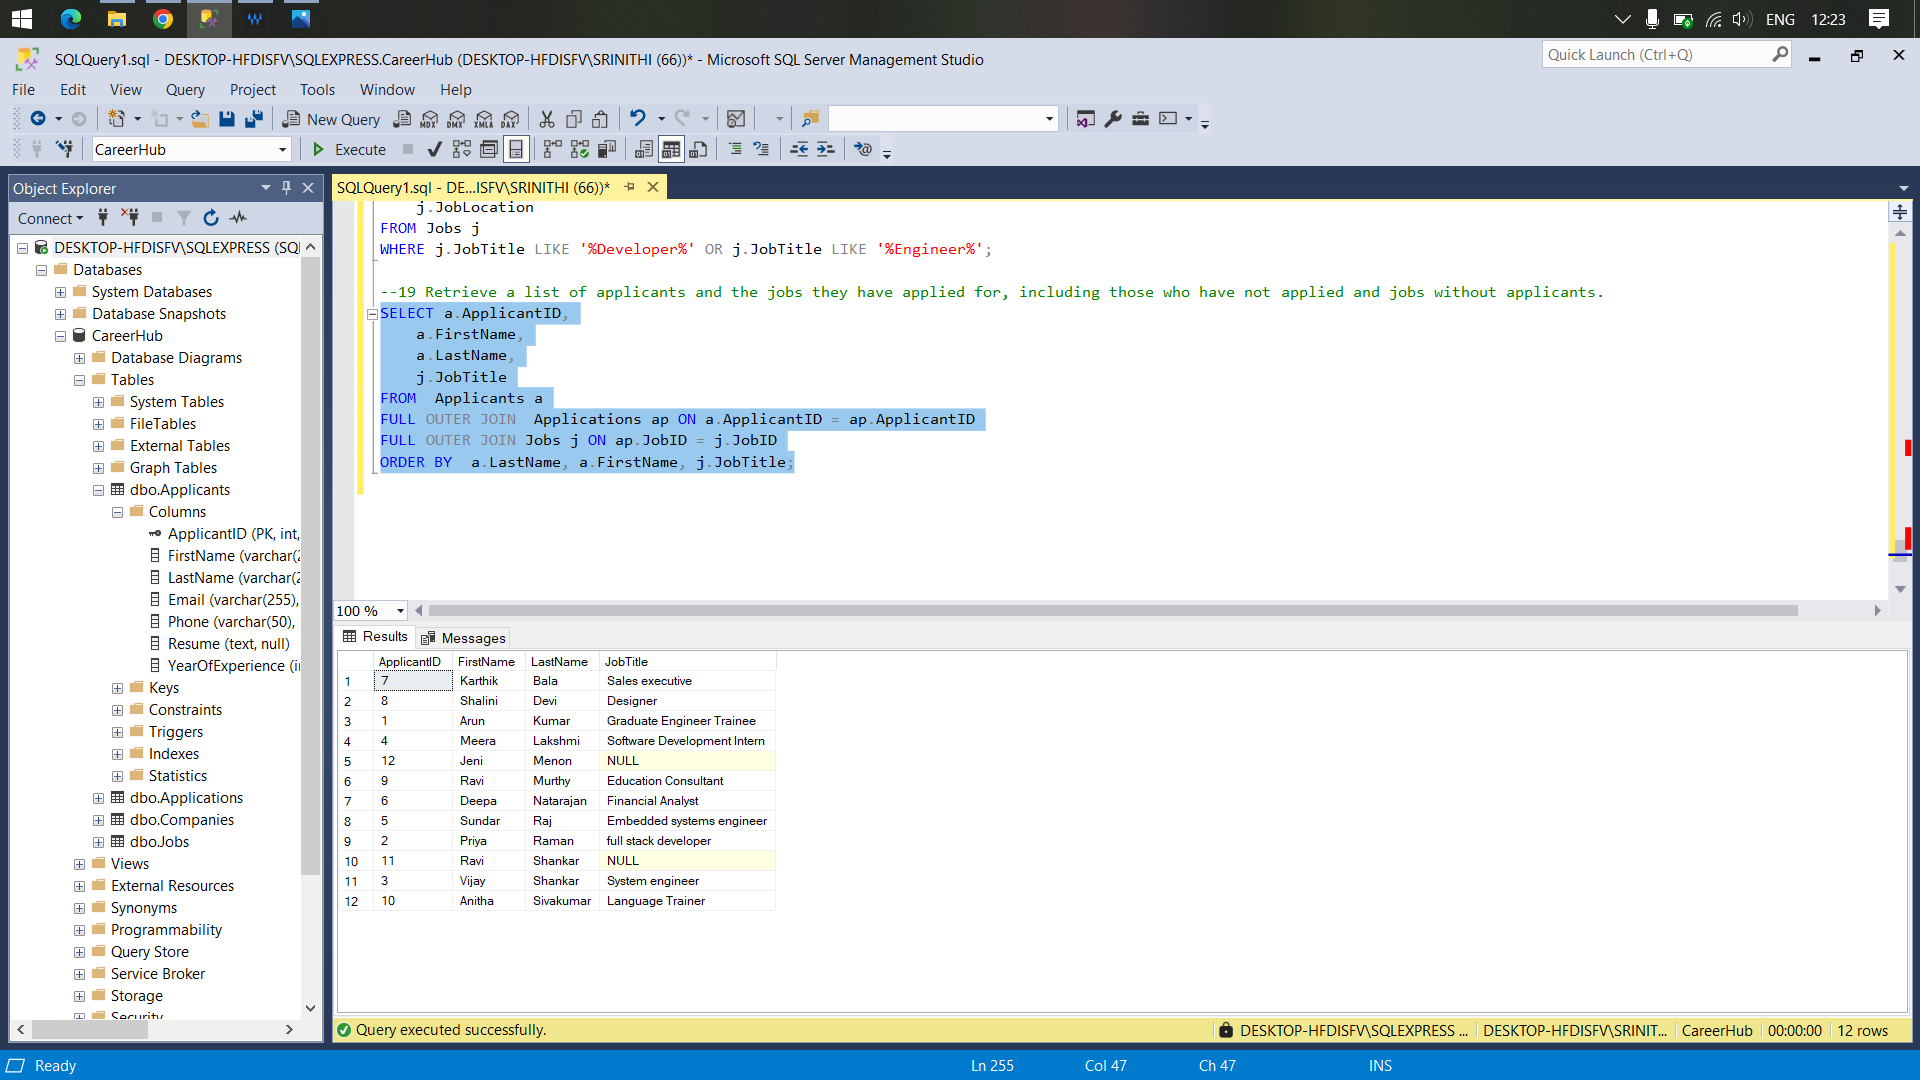 ENG 12:23
SQLQuery1.sql - DESKTOP-HFDISFV\SQLEXPRESS.CareerHub (DESKTOP-HFDISFV\SRINITHI (66))* - Microsoft SQL Server Management Studio
Quick Launch (Ctrl+Q)
File Edit View Query Project Tools Window Help
New Query MDX DMX XMLA DAX
CareerHub Execute
Object Explorer
Connect
DESKTOP-HFDISFV\SQLEXPRESS (SQ
Databases
System Databases
Database Snapshots
CareerHub
Database Diagrams
Tables
System Tables
FileTables
External Tables
Graph Tables
dbo.Applicants
Columns
ApplicantID (PK, int,
FirstName (varchar(2
LastName (varchar(2
Email (varchar(255),
Phone (varchar(50),
Resume (text, null)
YearOfExperience (i
Keys
Constraints
Triggers
Indexes
Statistics
dbo.Applications
dbo.Companies
dbo.Jobs
Views
External Resources
Synonyms
Programmability
Query Store
Service Broker
Storage
Security
SQLQuery1.sql - DE...ISFV\SRINITHI (66))*
j.JobLocation
FROM Jobs j
WHERE j.JobTitle LIKE '%Developer%' OR j.JobTitle LIKE '%Engineer%';
--19 Retrieve a list of applicants and the jobs they have applied for, including those who have not applied and jobs without applicants.
SELECT a.ApplicantID,
a.FirstName,
a.LastName,
j.JobTitle
FROM Applicants a
FULL OUTER JOIN Applications ap ON a.ApplicantID = ap.ApplicantID
FULL OUTER JOIN Jobs j ON ap.JobID = j.JobID
ORDER BY a.LastName, a.FirstName, j.JobTitle;
100 %
Results Messages
ApplicantID FirstName LastName JobTitle
1 7 Karthik Bala Sales executive
2 8 Shalini Devi Designer
3 1 Arun Kumar Graduate Engineer Trainee
4 4 Meera Lakshmi Software Development Intern
5 12 Jeni Menon NULL
6 9 Ravi Murthy Education Consultant
7 6 Deepa Natarajan Financial Analyst
8 5 Sundar Raj Embedded systems engineer
9 2 Priya Raman full stack developer
10 11 Ravi Shankar NULL
11 3 Vijay Shankar System engineer
12 10 Anitha Sivakumar Language Trainer
Query executed successfully. DESKTOP-HFDISFV\SQLEXPRESS ... DESKTOP-HFDISFV\SRINIT... CareerHub 00:00:00 12 rows
Ready Ln 255 Col 47 Ch 47 INS